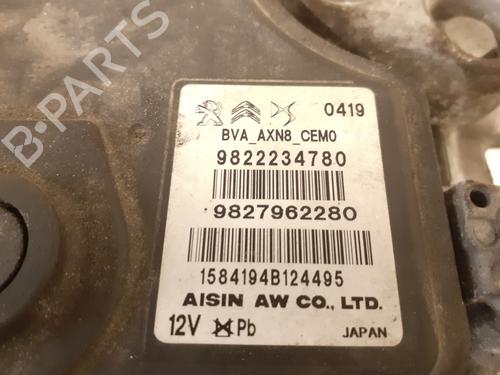 B-PARTS
0419
BVA_AXN8_CEMO
9822234780
9827962280
1584194B124495
AISIN AW CO., LTD.
12V Pb JAPAN